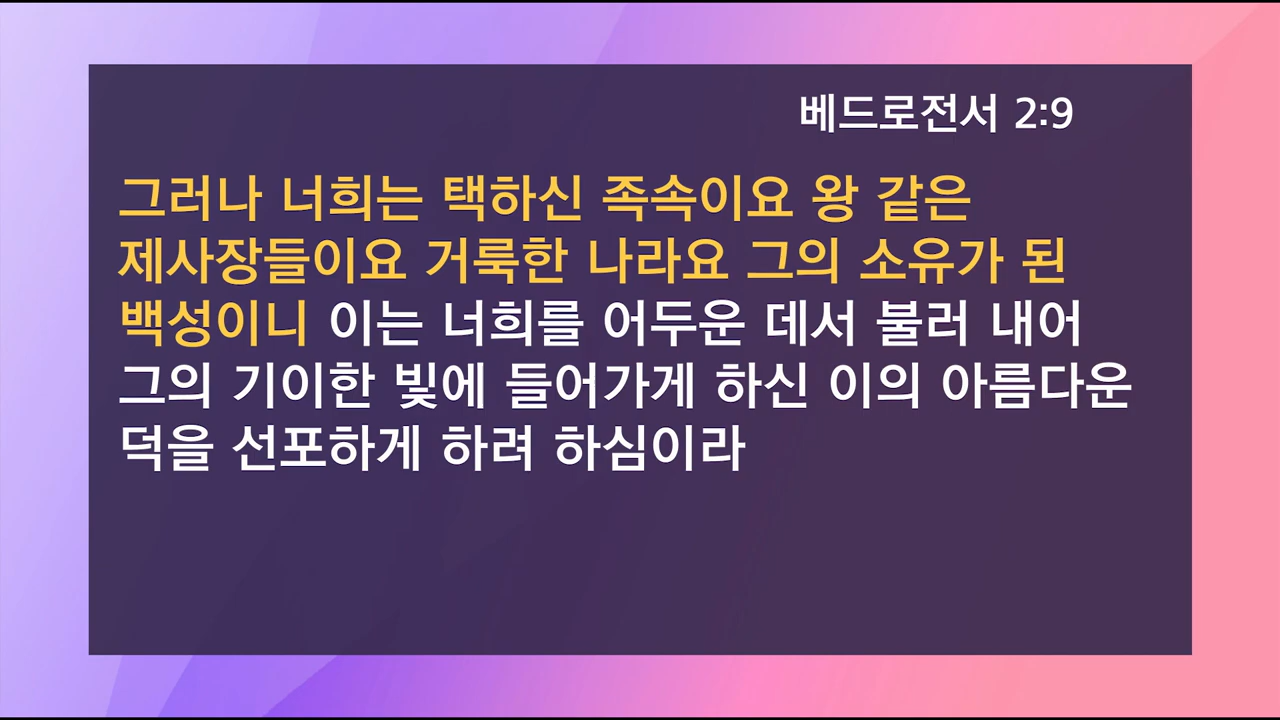 베드로전서 2:9
그러나 너희는 택하신 족속이요 왕 같은
제사장들이요 거룩한 나라요 그의 소유가 된
백성이니 이는 너희를 어두운 데서 불러 내어
그의 기이한 빛에 들어가게 하신 이의 아름다운
덕을 선포하게 하려 하심이라